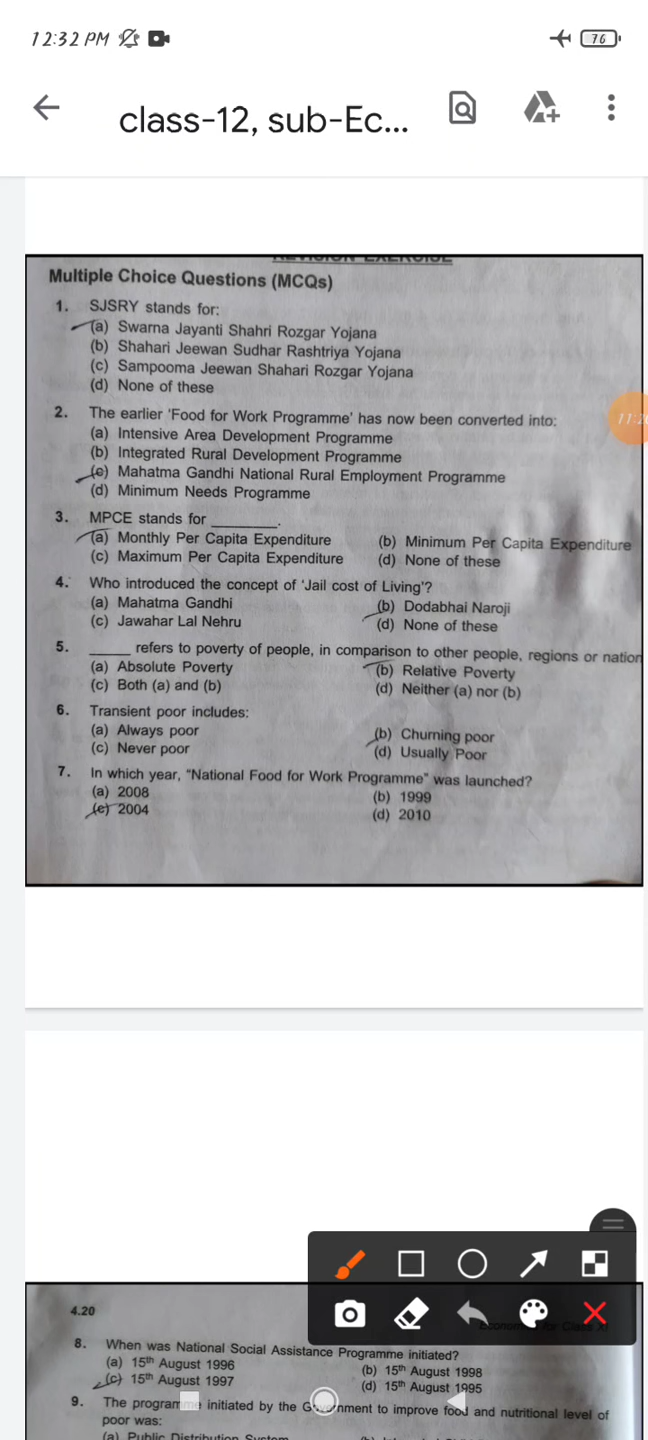 12:32 PM
76
class-12, sub-Ec...
REVISION EXERCISE
Multiple Choice Questions (MCQs)
1. SJSRY stands for:
(a) Swarna Jayanti Shahri Rozgar Yojana
(b) Shahari Jeewan Sudhar Rashtriya Yojana
(c) Sampooma Jeewan Shahari Rozgar Yojana
(d) None of these
2. The earlier 'Food for Work Programme' has now been converted into:
(a) Intensive Area Development Programme
(b) Integrated Rural Development Programme
(c) Mahatma Gandhi National Rural Employment Programme
(d) Minimum Needs Programme
3. MPCE stands for ________.
(a) Monthly Per Capita Expenditure (b) Minimum Per Capita Expenditure
(c) Maximum Per Capita Expenditure (d) None of these
4. Who introduced the concept of 'Jail cost of Living'?
(a) Mahatma Gandhi (b) Dodabhai Naroji
(c) Jawahar Lal Nehru (d) None of these
5. _____ refers to poverty of people, in comparison to other people, regions or nation
(a) Absolute Poverty (b) Relative Poverty
(c) Both (a) and (b) (d) Neither (a) nor (b)
6. Transient poor includes:
(a) Always poor (b) Churning poor
(c) Never poor (d) Usually Poor
7. In which year, "National Food for Work Programme" was launched?
(a) 2008 (b) 1999
(c) 2004 (d) 2010
4.20
8. When was National Social Assistance Programme initiated?
(a) 15th August 1996 (b) 15th August 1998
(c) 15th August 1997 (d) 15th August 1995
9. The programme initiated by the Government to improve food and nutritional level of
poor was:
(a) Public Distribution System